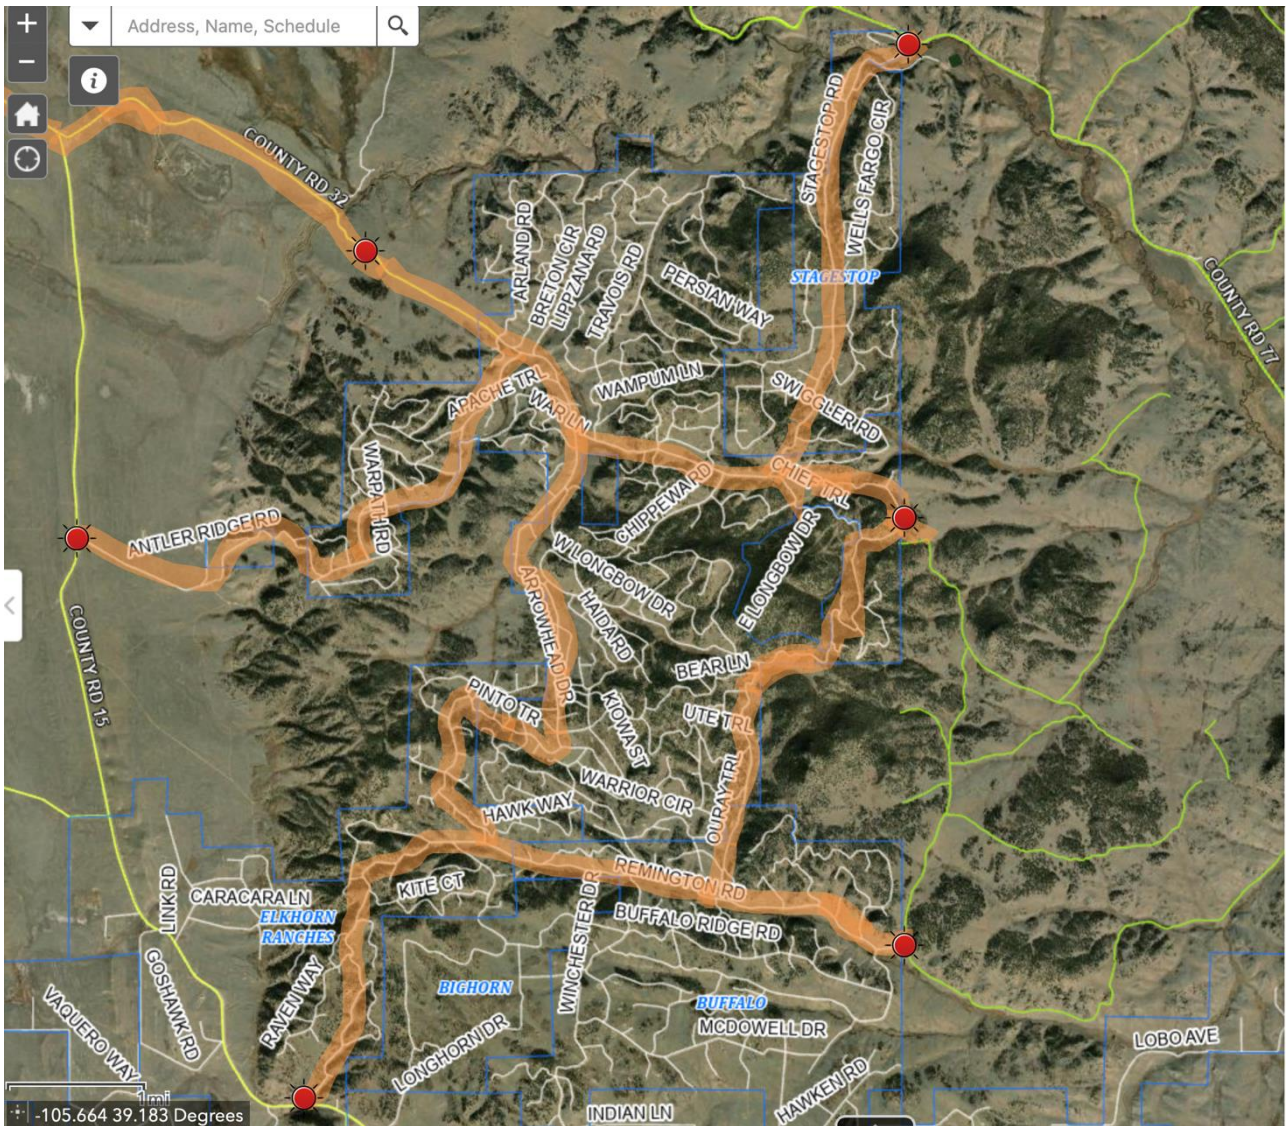 +
Address, Name, Schedule
−
i
COUNTY RD 32
STAGESTOP RD
WELLS FARGO CIR
ARLAND RD
BRETON CIR
LIPPZANARD
TRAVOIS RD
PERSIAN WAY
STAGESTOP
COUNTY RD 77
APACHE TRL
WAR LN
WAMPUM LN
SWIGGLER RD
WARPATH RD
CHIPPEWA RD
CHIEF TRL
ANTLER RIDGE RD
W LONGBOW DR
E LONGBOW DR
ARROWHEAD DR
HAIDA RD
COUNTY RD 15
BEAR LN
PINTO TR
KIOWA ST
UTE TRL
WARRIOR CIR
OURAY TRL
HAWK WAY
REMINGTON RD
KITE CT
LINK RD
CARACARA LN
ELKHORN
RANCHES
WINCHESTER DR
BUFFALO RIDGE RD
GOSHAWK RD
RAVEN WAY
BIGHORN
BUFFALO
VAQUERO WAY
MCDOWELL DR
LONGHORN DR
LOBO AVE
HAWKEN RD
1mi
-105.664 39.183 Degrees
INDIAN LN